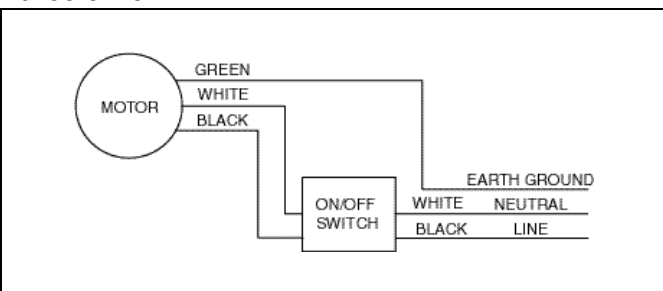 GREEN
WHITE
MOTOR
BLACK
EARTH GROUND
ON/OFF WHITE NEUTRAL
SWITCH BLACK LINE